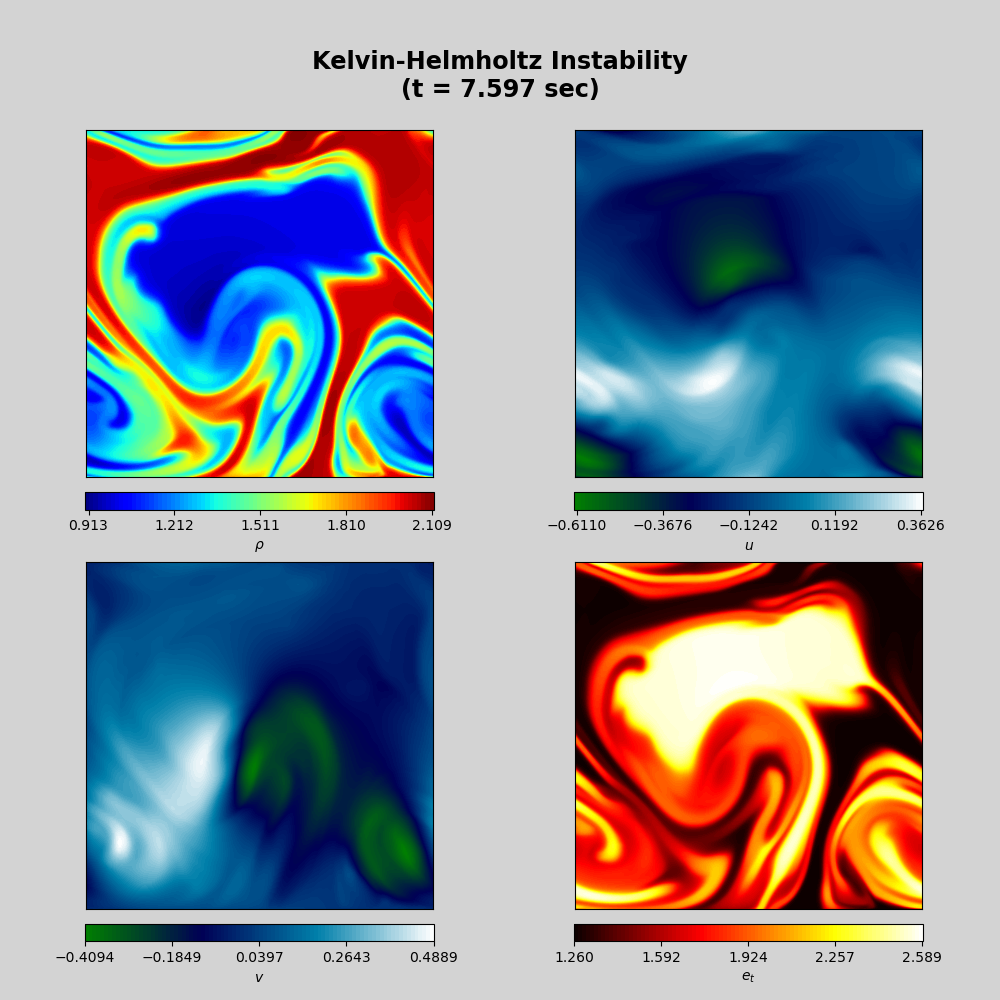 Kelvin-Helmholtz Instability
(t = 7.597 sec)
0.913 1.212 1.511 1.810 2.109
ρ
−0.6110 −0.3676 −0.1242 0.1192 0.3626
u
−0.4094 −0.1849 0.0397 0.2643 0.4889
v
1.260 1.592 1.924 2.257 2.589
e_t